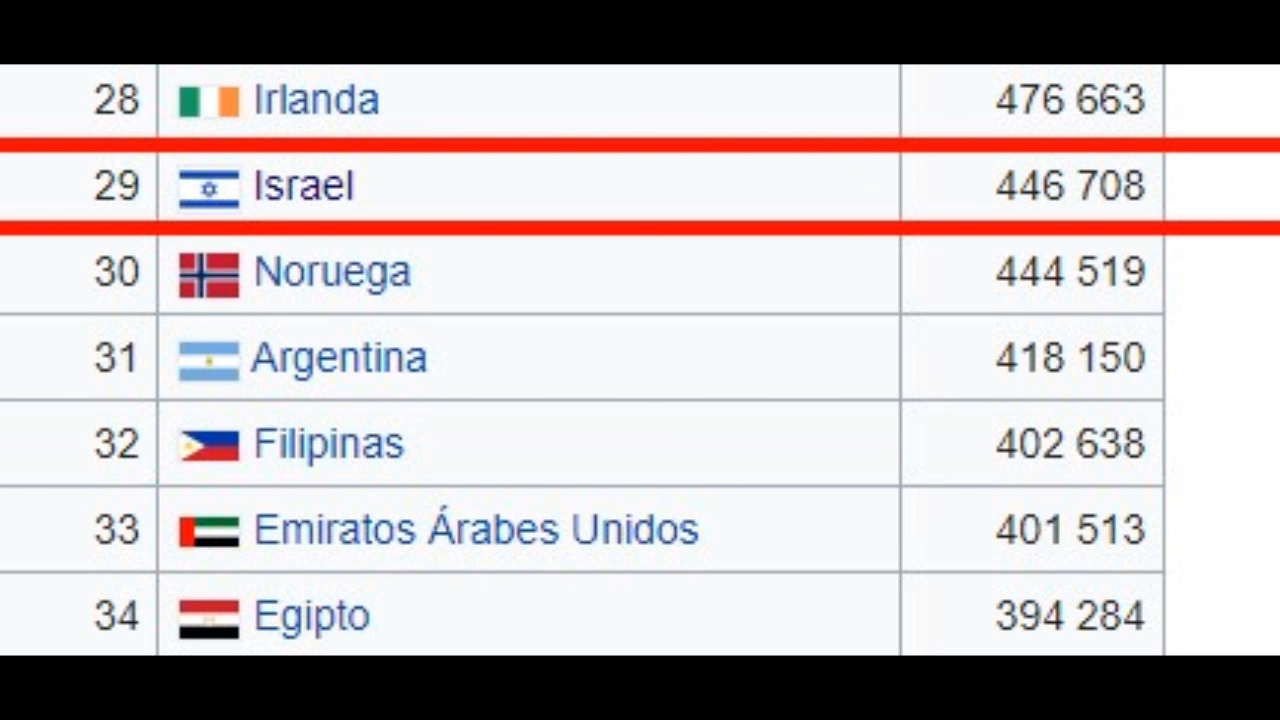 28 Irlanda 476 663
29 Israel 446 708
30 Noruega 444 519
31 Argentina 418 150
32 Filipinas 402 638
33 Emiratos Árabes Unidos 401 513
34 Egipto 394 284